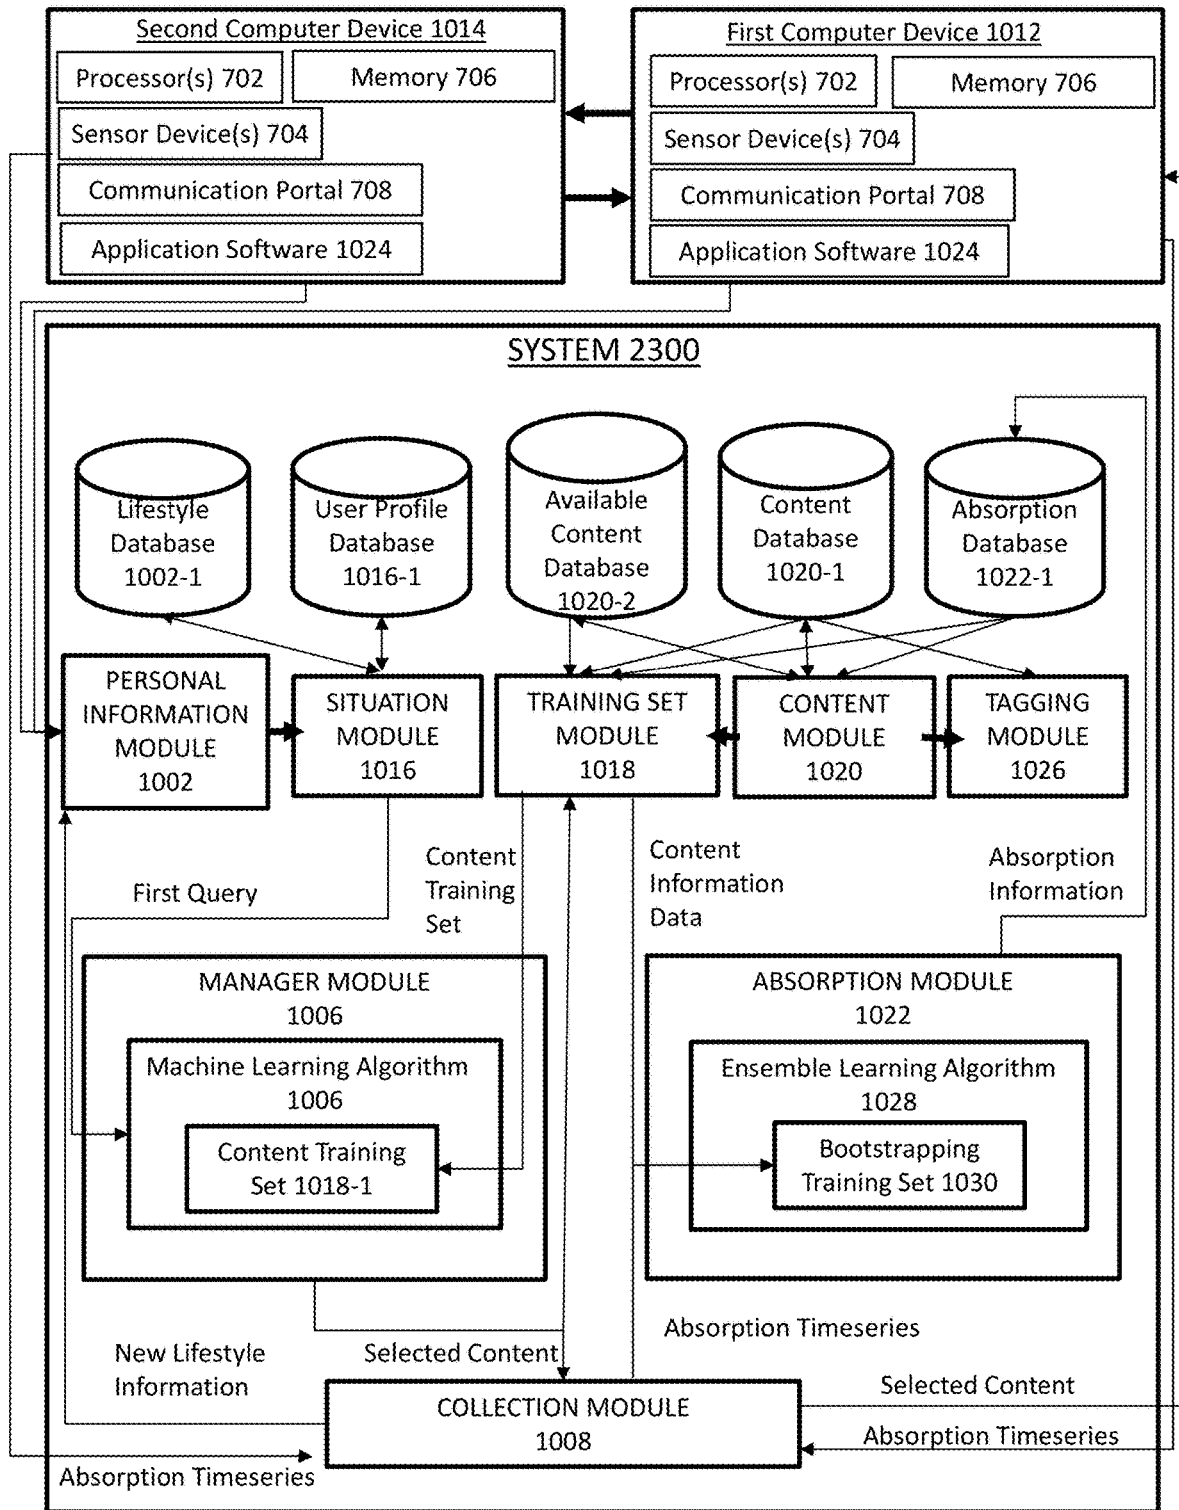 Second Computer Device 1014
Processor(s) 702
Memory 706
Sensor Device(s) 704
Communication Portal 708
Application Software 1024
First Computer Device 1012
Processor(s) 702
Memory 706
Sensor Device(s) 704
Communication Portal 708
Application Software 1024
SYSTEM 2300
Lifestyle
Database
1002-1
User Profile
Database
1016-1
Available
Content
Database
1020-2
Content
Database
1020-1
Absorption
Database
1022-1
PERSONAL
INFORMATION
MODULE
1002
SITUATION
MODULE
1016
TRAINING SET
MODULE
1018
CONTENT
MODULE
1020
TAGGING
MODULE
1026
First Query
Content
Training
Set
Content
Information
Data
Absorption
Information
MANAGER MODULE
1006
Machine Learning Algorithm
1006
Content Training
Set 1018-1
ABSORPTION MODULE
1022
Ensemble Learning Algorithm
1028
Bootstrapping
Training Set 1030
New Lifestyle
Information
Selected Content
Absorption Timeseries
COLLECTION MODULE
1008
Selected Content
Absorption Timeseries
Absorption Timeseries